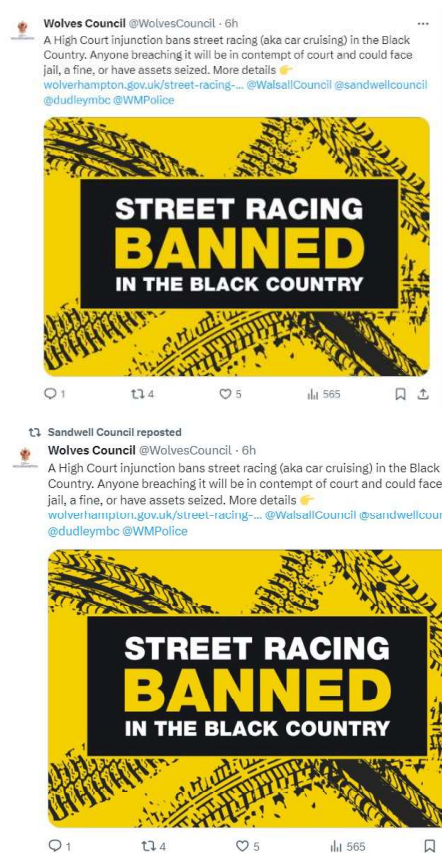 Wolves Council @WolvesCouncil · 6h
A High Court injunction bans street racing (aka car cruising) in the Black
Country. Anyone breaching it will be in contempt of court and could face
jail, a fine, or have assets seized. More details 👉
wolverhampton.gov.uk/street-racing-... @WalsallCouncil @sandwellcouncil
@dudleymbc @WMPolice
STREET RACING
BANNED
IN THE BLACK COUNTRY
1 4 5 565
Sandwell Council reposted
Wolves Council @WolvesCouncil · 6h
A High Court injunction bans street racing (aka car cruising) in the Black
Country. Anyone breaching it will be in contempt of court and could face
jail, a fine, or have assets seized. More details 👉
wolverhampton.gov.uk/street-racing-... @WalsallCouncil @sandwellcour
@dudleymbc @WMPolice
STREET RACING
BANNED
IN THE BLACK COUNTRY
1 4 5 565